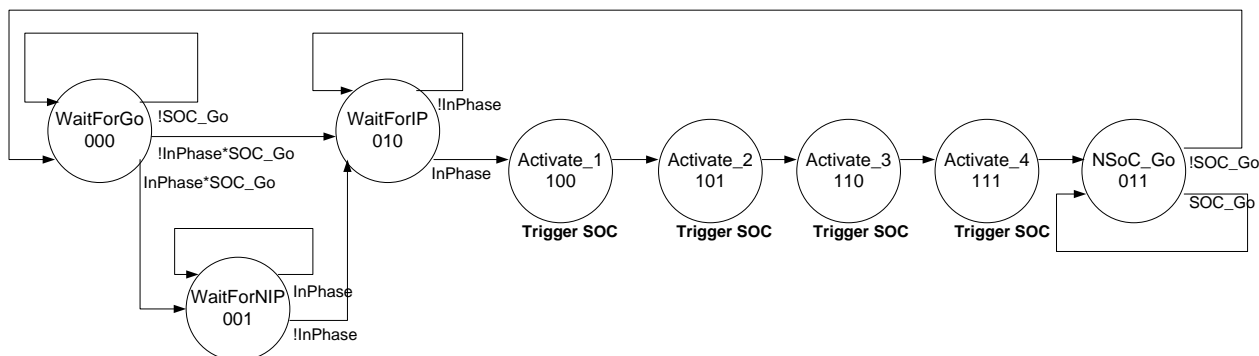 WaitForGo
000
!SOC_Go
!InPhase*SOC_Go
InPhase*SOC_Go
WaitForIP
010
!InPhase
InPhase
WaitForNIP
001
InPhase
!InPhase
Activate_1
100
Trigger SOC
Activate_2
101
Trigger SOC
Activate_3
110
Trigger SOC
Activate_4
111
Trigger SOC
NSoC_Go
011
!SOC_Go
SOC_Go